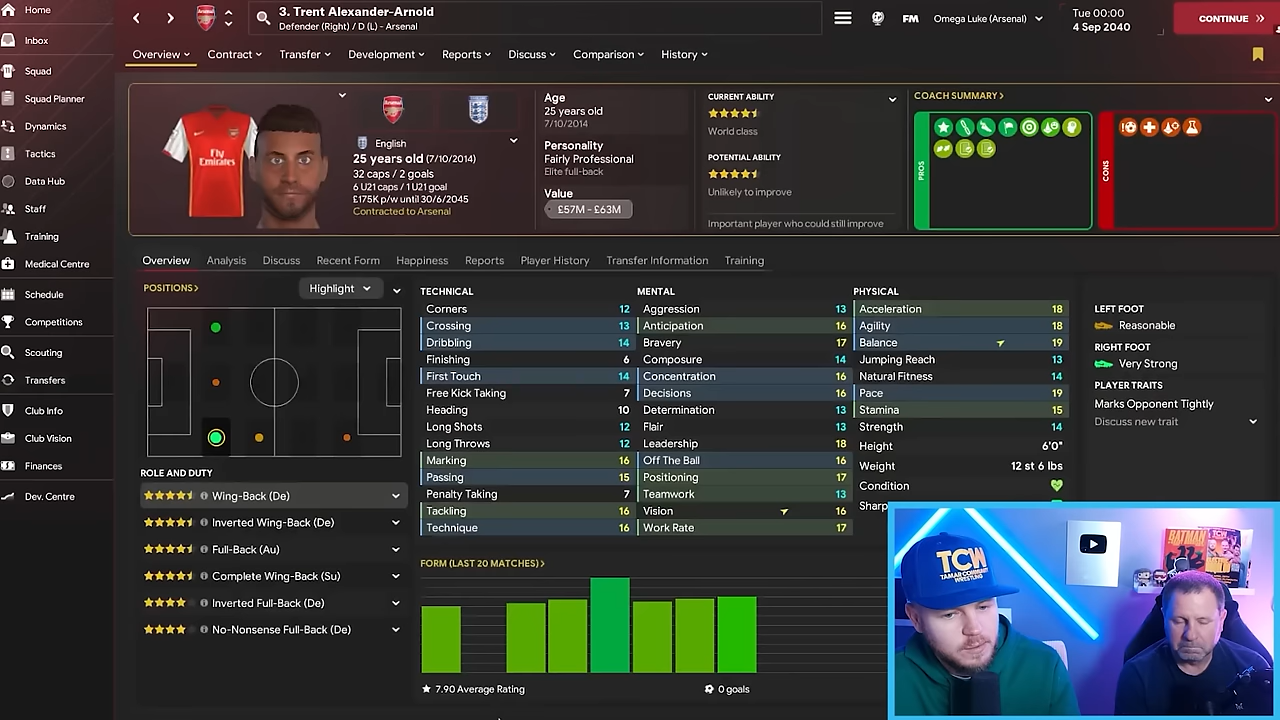 Home
Inbox
Squad
Squad Planner
Dynamics
Tactics
Data Hub
Staff
Training
Medical Centre
Schedule
Competitions
Scouting
Transfers
Club Info
Club Vision
Finances
Dev. Centre
3. Trent Alexander-Arnold
Defender (Right) / D (L) - Arsenal
FM
Omega Luke (Arsenal)
Tue 00:00
4 Sep 2040
CONTINUE
Overview
Contract
Transfer
Development
Reports
Discuss
Comparison
History
Fly
Emirates
English
25 years old (7/10/2014)
32 caps / 2 goals
6 U21 caps / 1 U21 goal
£175K p/w until 30/6/2045
Contracted to Arsenal
Age
25 years old
7/10/2014
Personality
Fairly Professional
Elite full-back
Value
£57M - £63M
CURRENT ABILITY
World class
POTENTIAL ABILITY
Unlikely to improve
Important player who could still improve
COACH SUMMARY
PROS
CONS
Overview
Analysis
Discuss
Recent Form
Happiness
Reports
Player History
Transfer Information
Training
POSITIONS
Highlight
ROLE AND DUTY
Wing-Back (De)
Inverted Wing-Back (De)
Full-Back (Au)
Complete Wing-Back (Su)
Inverted Full-Back (De)
No-Nonsense Full-Back (De)
TECHNICAL
Corners 12
Crossing 13
Dribbling 14
Finishing 6
First Touch 14
Free Kick Taking 7
Heading 10
Long Shots 12
Long Throws 12
Marking 16
Passing 15
Penalty Taking 7
Tackling 16
Technique 16
MENTAL
Aggression 13
Anticipation 16
Bravery 17
Composure 14
Concentration 16
Decisions 16
Determination 13
Flair 13
Leadership 18
Off The Ball 16
Positioning 17
Teamwork 13
Vision 16
Work Rate 17
PHYSICAL
Acceleration 18
Agility 18
Balance 19
Jumping Reach 13
Natural Fitness 14
Pace 19
Stamina 15
Strength 14
Height 6'0"
Weight 12 st 6 lbs
Condition
Sharp
LEFT FOOT
Reasonable
RIGHT FOOT
Very Strong
PLAYER TRAITS
Marks Opponent Tightly
Discuss new trait
FORM (LAST 20 MATCHES)
7.90 Average Rating
0 goals
TCW
TAMAR COMMUNITY
WRESTLING
BATMAN
TCW